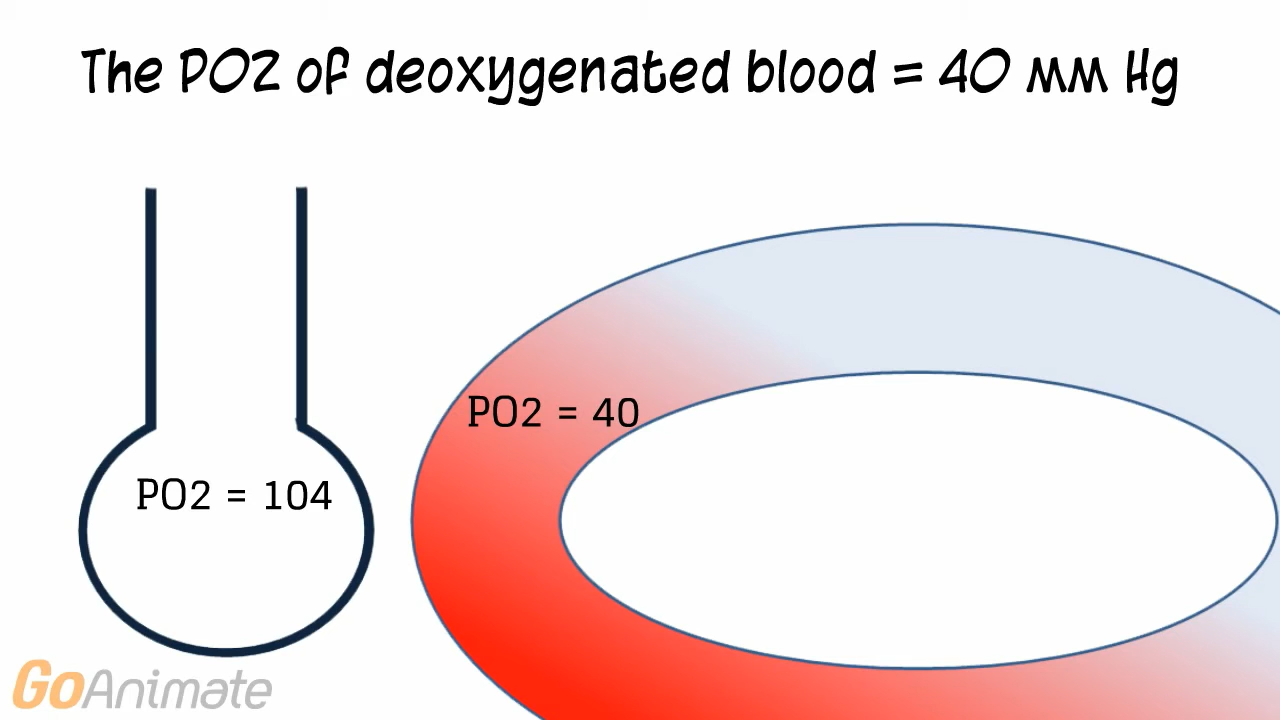 The PO2 of deoxygenated blood = 40 mm Hg
PO2 = 40
PO2 = 104
GoAnimate